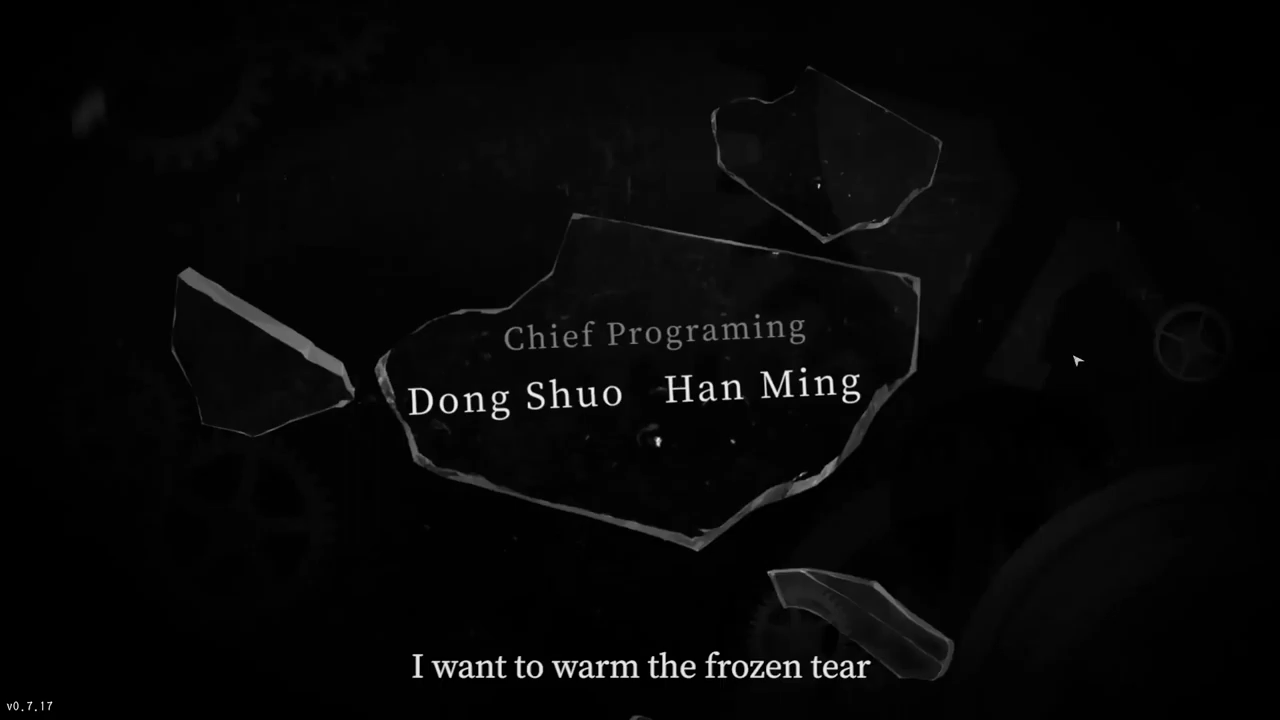 Chief Programing
Dong Shuo Han Ming
I want to warm the frozen tear
v0.7.17